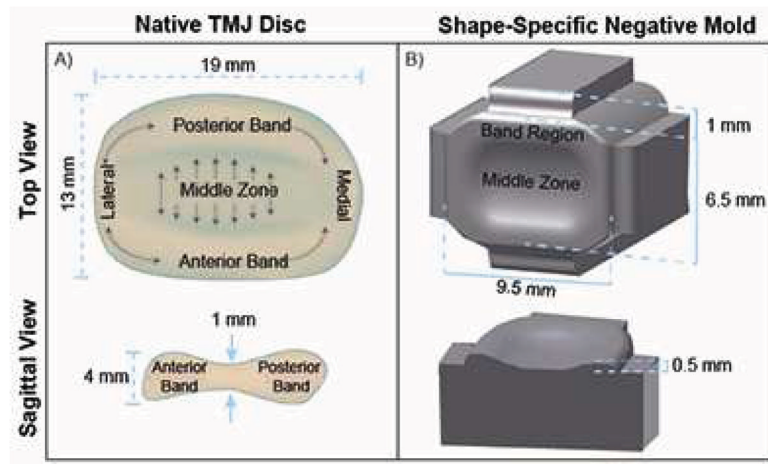 Native TMJ Disc
Shape-Specific Negative Mold
Top View
Sagittal View
A)
19 mm
13 mm
Posterior Band
Lateral
Middle Zone
Medial
Anterior Band
1 mm
4 mm
Anterior
Band
Posterior
Band
B)
Band Region
Middle Zone
1 mm
6.5 mm
9.5 mm
0.5 mm